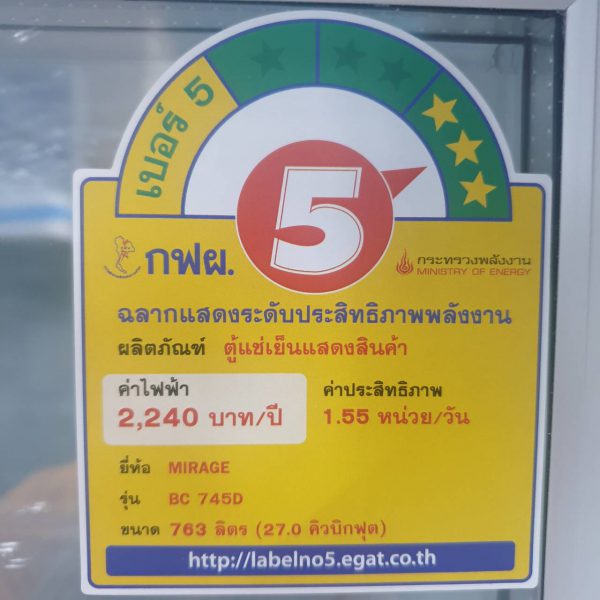 เบอร์ 5
5
กฟผ.
กระทรวงพลังงาน
MINISTRY OF ENERGY
ฉลากแสดงระดับประสิทธิภาพพลังงาน
ผลิตภัณฑ์ ตู้แช่เย็นแสดงสินค้า
ค่าไฟฟ้า
2,240 บาท/ปี
ค่าประสิทธิภาพ
1.55 หน่วย/วัน
ยี่ห้อ MIRAGE
รุ่น BC 745D
ขนาด 763 ลิตร (27.0 คิวบิกฟุต)
http://labelno5.egat.co.th